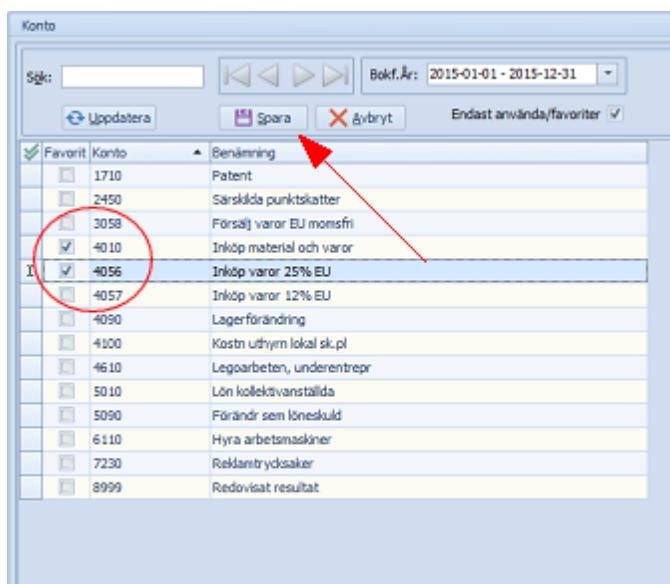 Konto
Sök: Bokf.År: 2015-01-01 - 2015-12-31
Uppdatera Spara Avbryt Endast använda/favoriter
Favorit Konto Benämning
1710 Patent
2450 Särskilda punktskatter
3058 Försälj varor EU momsfri
4010 Inköp material och varor
4056 Inköp varor 25% EU
4057 Inköp varor 12% EU
4090 Lagerförändring
4100 Kostn uthyrn lokal sk.pl
4610 Legoarbeten, underentrepr
5010 Lön kollektivanställda
5090 Förändr sem löneskuld
6110 Hyra arbetsmaskiner
7230 Reklamtrycksaker
8999 Redovisat resultat